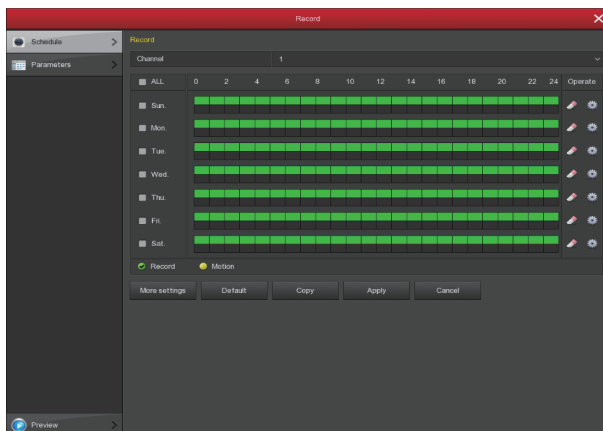 Record
Schedule
Parameters
Record
Channel 1
ALL 0 2 4 6 8 10 12 14 16 18 20 22 24 Operate
Sun.
Mon.
Tue.
Wed.
Thu.
Fri.
Sat.
Record Motion
More settings Default Copy Apply Cancel
Preview